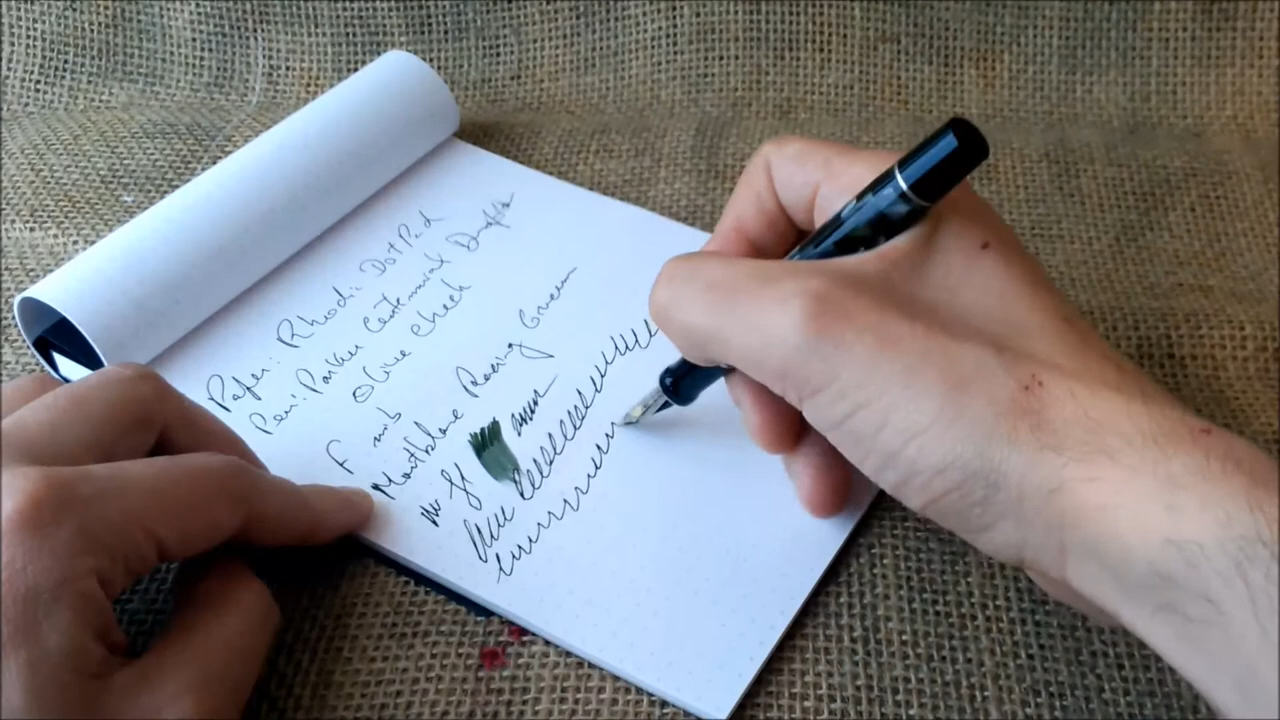 Paper: Rhodia Dot Pad
Pen: Parker Centennial Duofold
Olive Check
F nib
Montblanc Racing Green